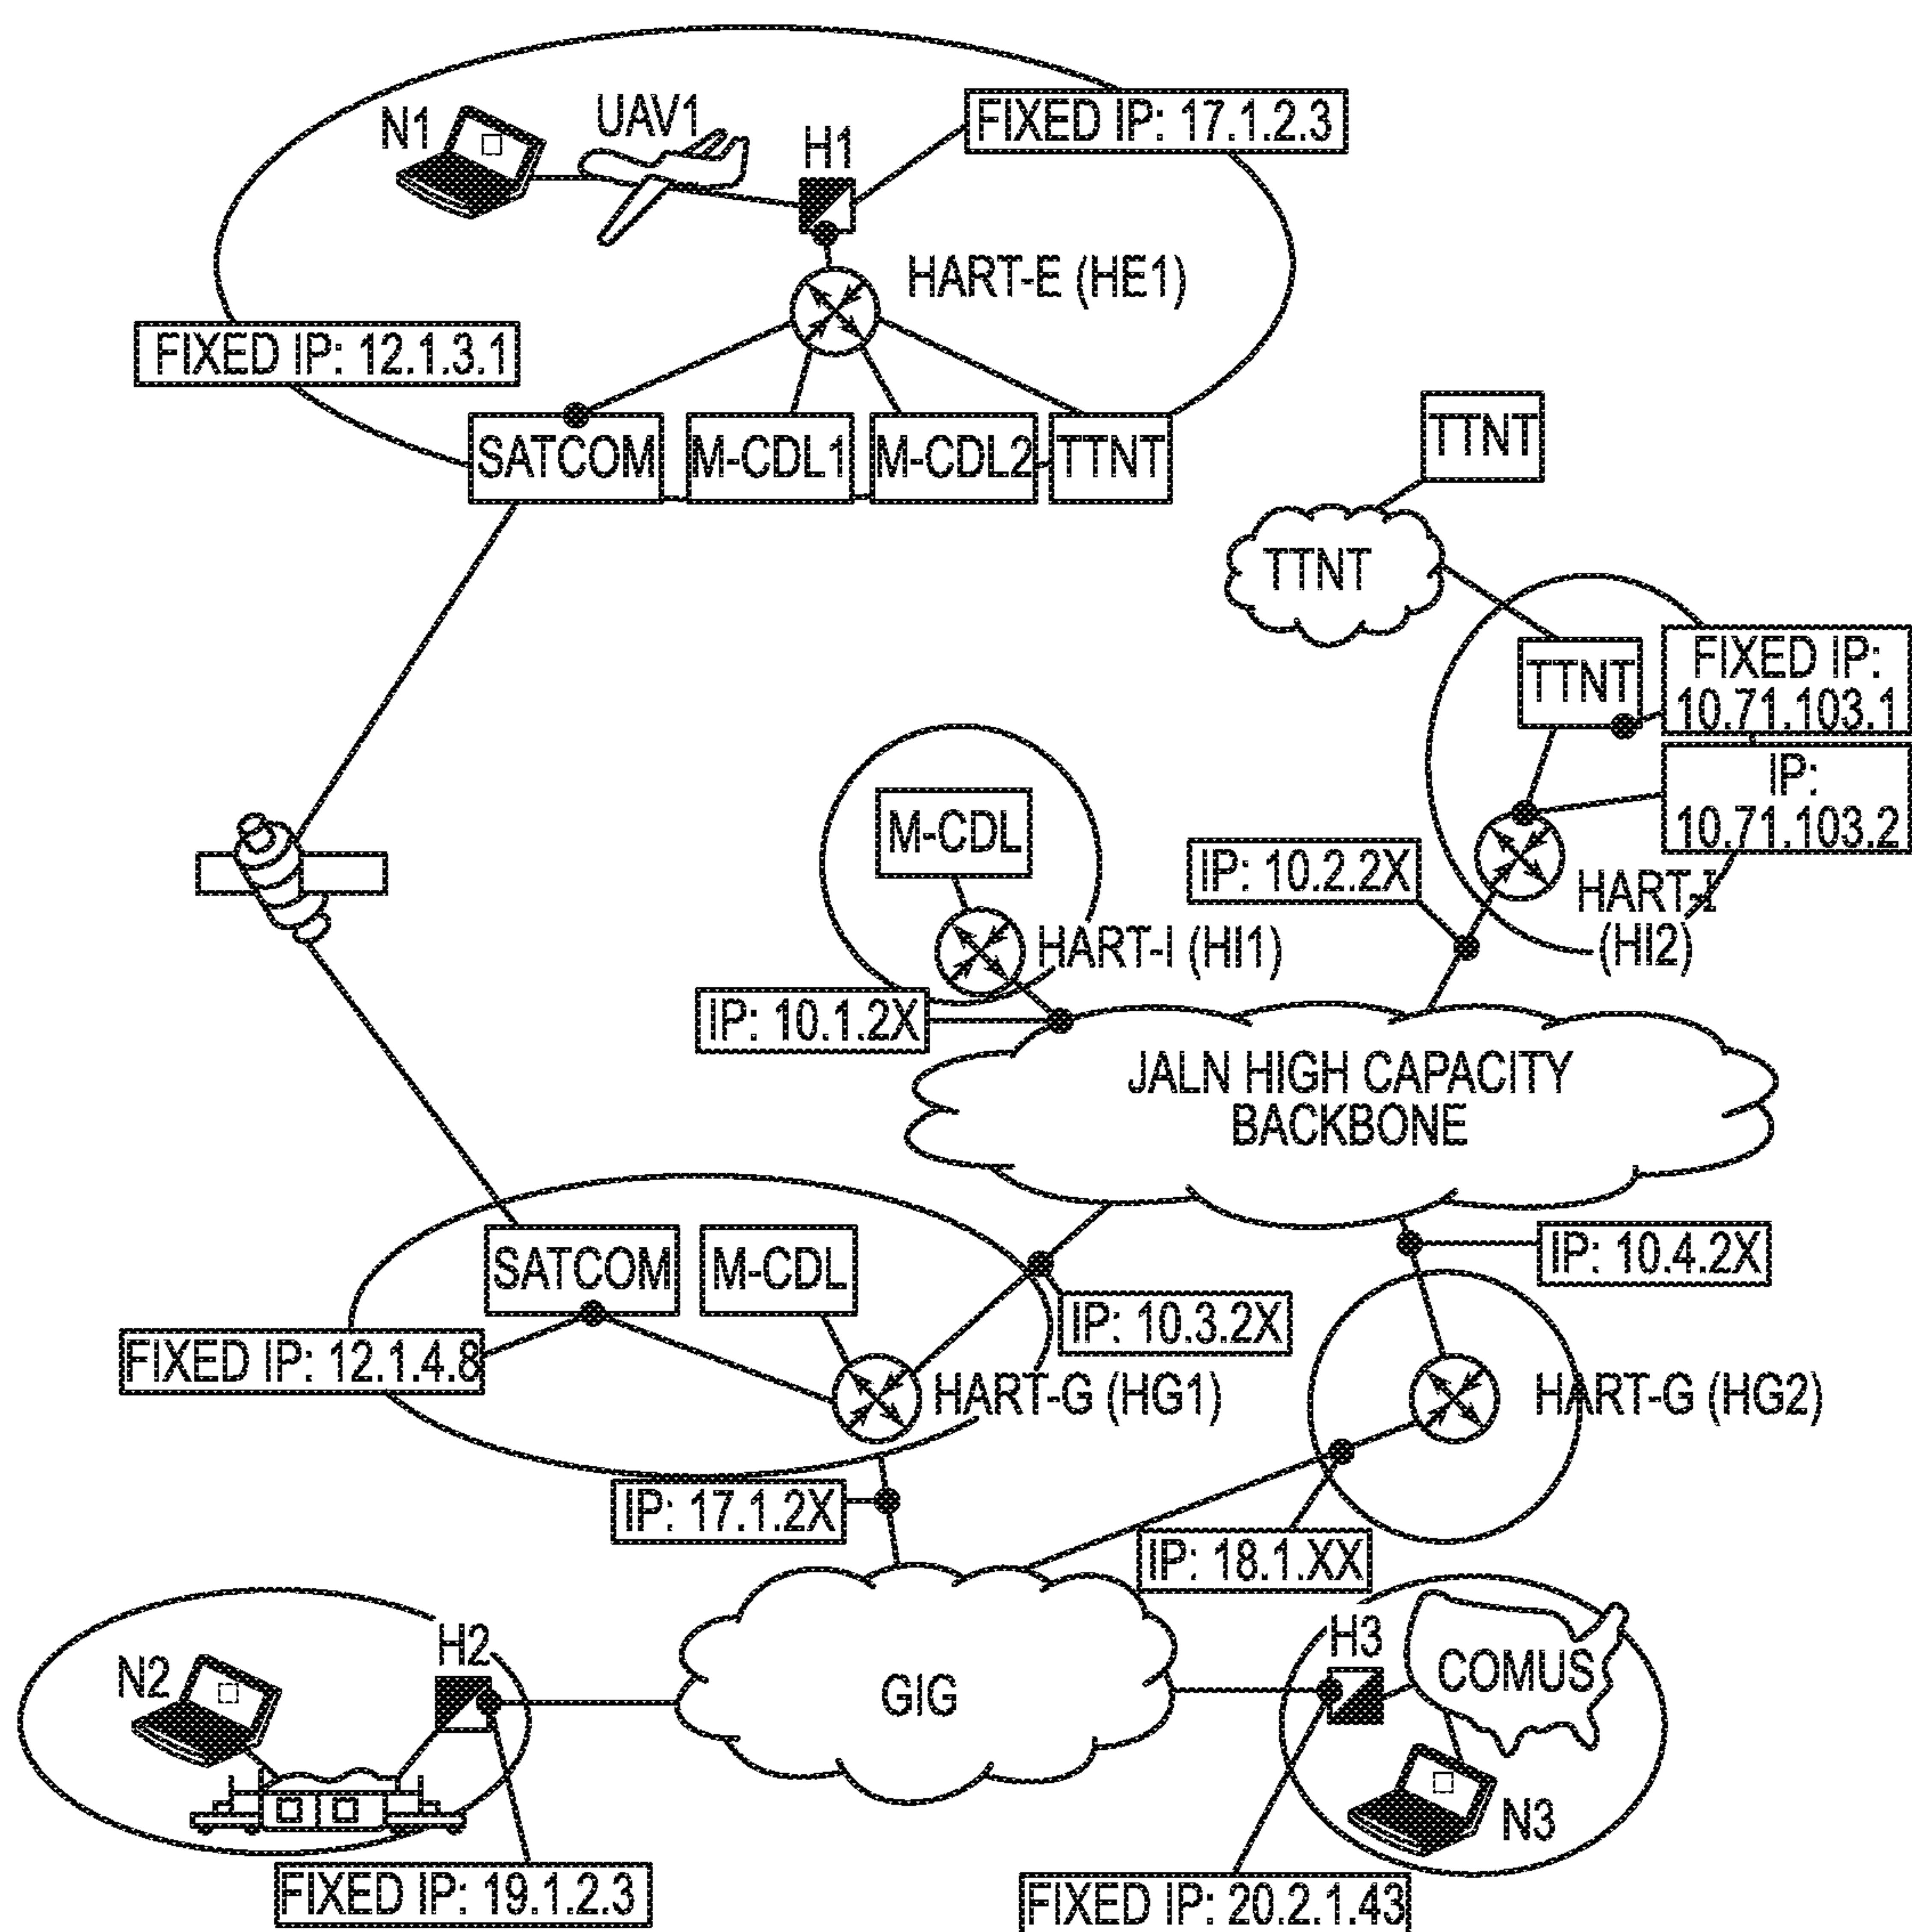 N1
UAV1
H1
FIXED IP: 17.1.2.3
HART-E (HE1)
FIXED IP: 12.1.3.1
SATCOM
M-CDL1
M-CDL2
TTNT
TTNT
TTNT
TTNT
FIXED IP:
10.71.103.1
IP:
10.71.103.2
M-CDL
IP: 10.2.2X
HART-I
(HI2)
HART-I (HI1)
IP: 10.1.2X
JALN HIGH CAPACITY
BACKBONE
SATCOM
M-CDL
IP: 10.4.2X
IP: 10.3.2X
FIXED IP: 12.1.4.8
HART-G (HG1)
HART-G (HG2)
IP: 17.1.2X
IP: 18.1.XX
N2
H2
GIG
H3
COMUS
N3
FIXED IP: 19.1.2.3
FIXED IP: 20.2.1.43